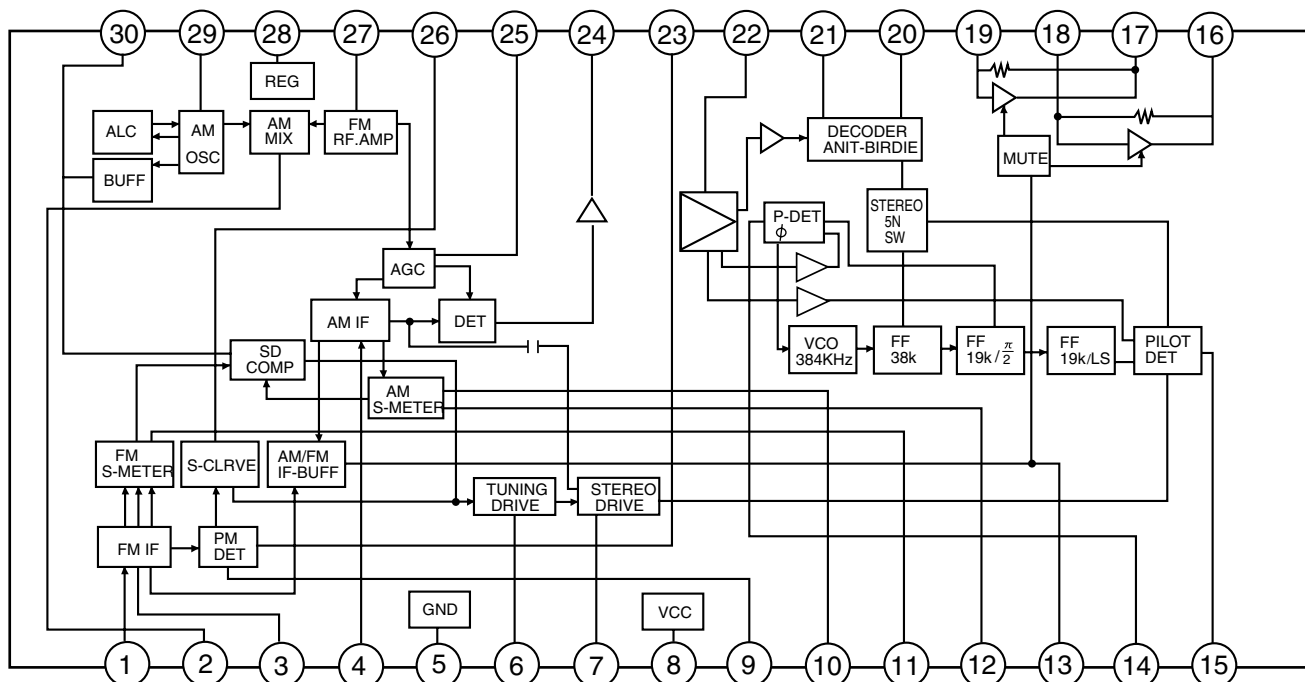 30 29 28 27 26 25 24 23 22 21 20 19 18 17 16
REG
ALC
AM
OSC
AM
MIX
FM
RF.AMP
DECODER
ANIT-BIRDIE
MUTE
BUFF
STEREO
5N
SW
P-DET
ϕ
AGC
AM IF
DET
SD
COMP
VCO
384KHz
FF
38k
FF
19k/π/2
FF
19k/LS
PILOT
DET
AM
S-METER
FM
S-METER
S-CLRVE
AM/FM
IF-BUFF
TUNING
DRIVE
STEREO
DRIVE
FM IF
PM
DET
GND
VCC
1 2 3 4 5 6 7 8 9 10 11 12 13 14 15